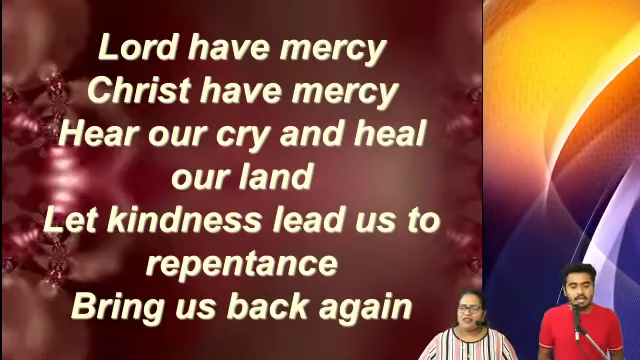 Lord have mercy
Christ have mercy
Hear our cry and heal
our land
Let kindness lead us to
repentance
Bring us back again